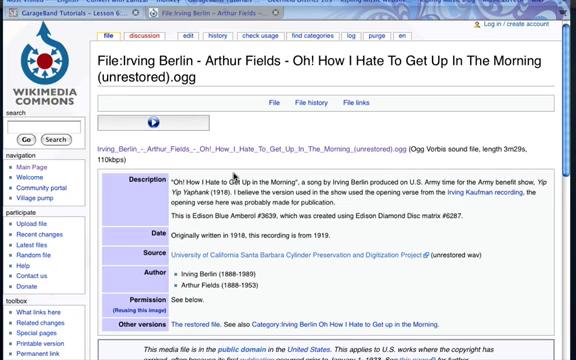 GarageBand Tutorials – Lesson 6:...
File:Irving Berlin – Arthur Fields –...
Log in / create account
file
discussion
edit
history
check usage
find categories
log
purge
en
File:Irving Berlin - Arthur Fields - Oh! How I Hate To Get Up In The Morning
(unrestored).ogg
WIKIMEDIA
COMMONS
File
File history
File links
search
Go
Search
Irving_Berlin_-_Arthur_Fields_-_Oh!_How_I_Hate_To_Get_Up_In_The_Morning_(unrestored).ogg (Ogg Vorbis sound file, length 3m29s,
110kbps)
navigation
Main Page
Welcome
Community portal
Village pump
Description
"Oh! How I Hate to Get Up in the Morning", a song by Irving Berlin produced on U.S. Army time for the Army benefit show, Yip
Yip Yaphank (1918). I believe the version used in the show used the opening verse from the Irving Kaufman recording, the
opening verse here was probably made for publication.
This is Edison Blue Amberol #3639, which was created using Edison Diamond Disc matrix #6287.
participate
Upload file
Recent changes
Latest files
Random file
Help
Contact us
Donate
Date
Originally written in 1918, this recording is from 1919.
Source
University of California Santa Barbara Cylinder Preservation and Digitization Project (unrestored wav)
Author
Irving Berlin (1888-1989)
Arthur Fields (1888-1953)
Permission
(Reusing this image)
See below.
Other versions
The restored file. See also Category:Irving Berlin Oh How I Hate to Get up in the Morning.
toolbox
What links here
Related changes
Special pages
Printable version
Permanent link
This media file is in the public domain in the United States. This applies to U.S. works where the copyright has